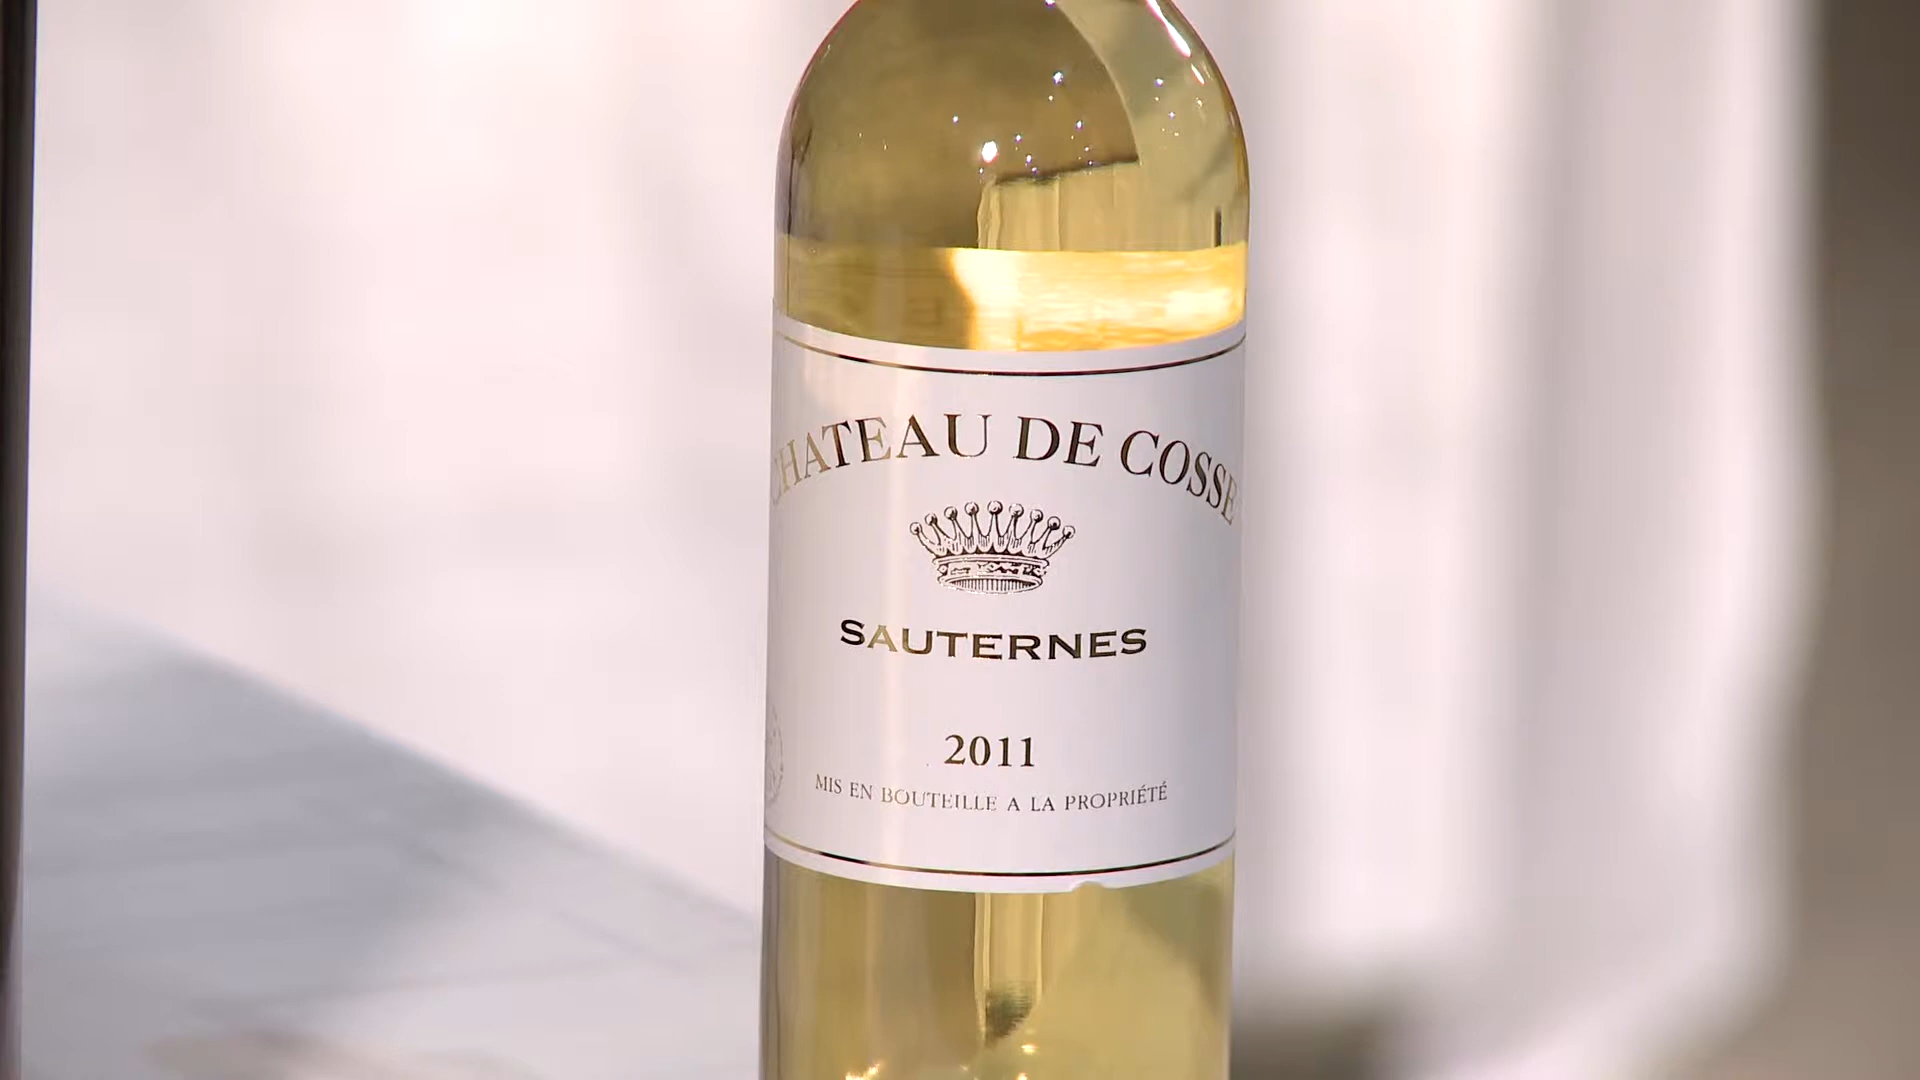 CHATEAU DE COSSE
SAUTERNES
2011
MIS EN BOUTEILLE A LA PROPRIÉTÉ